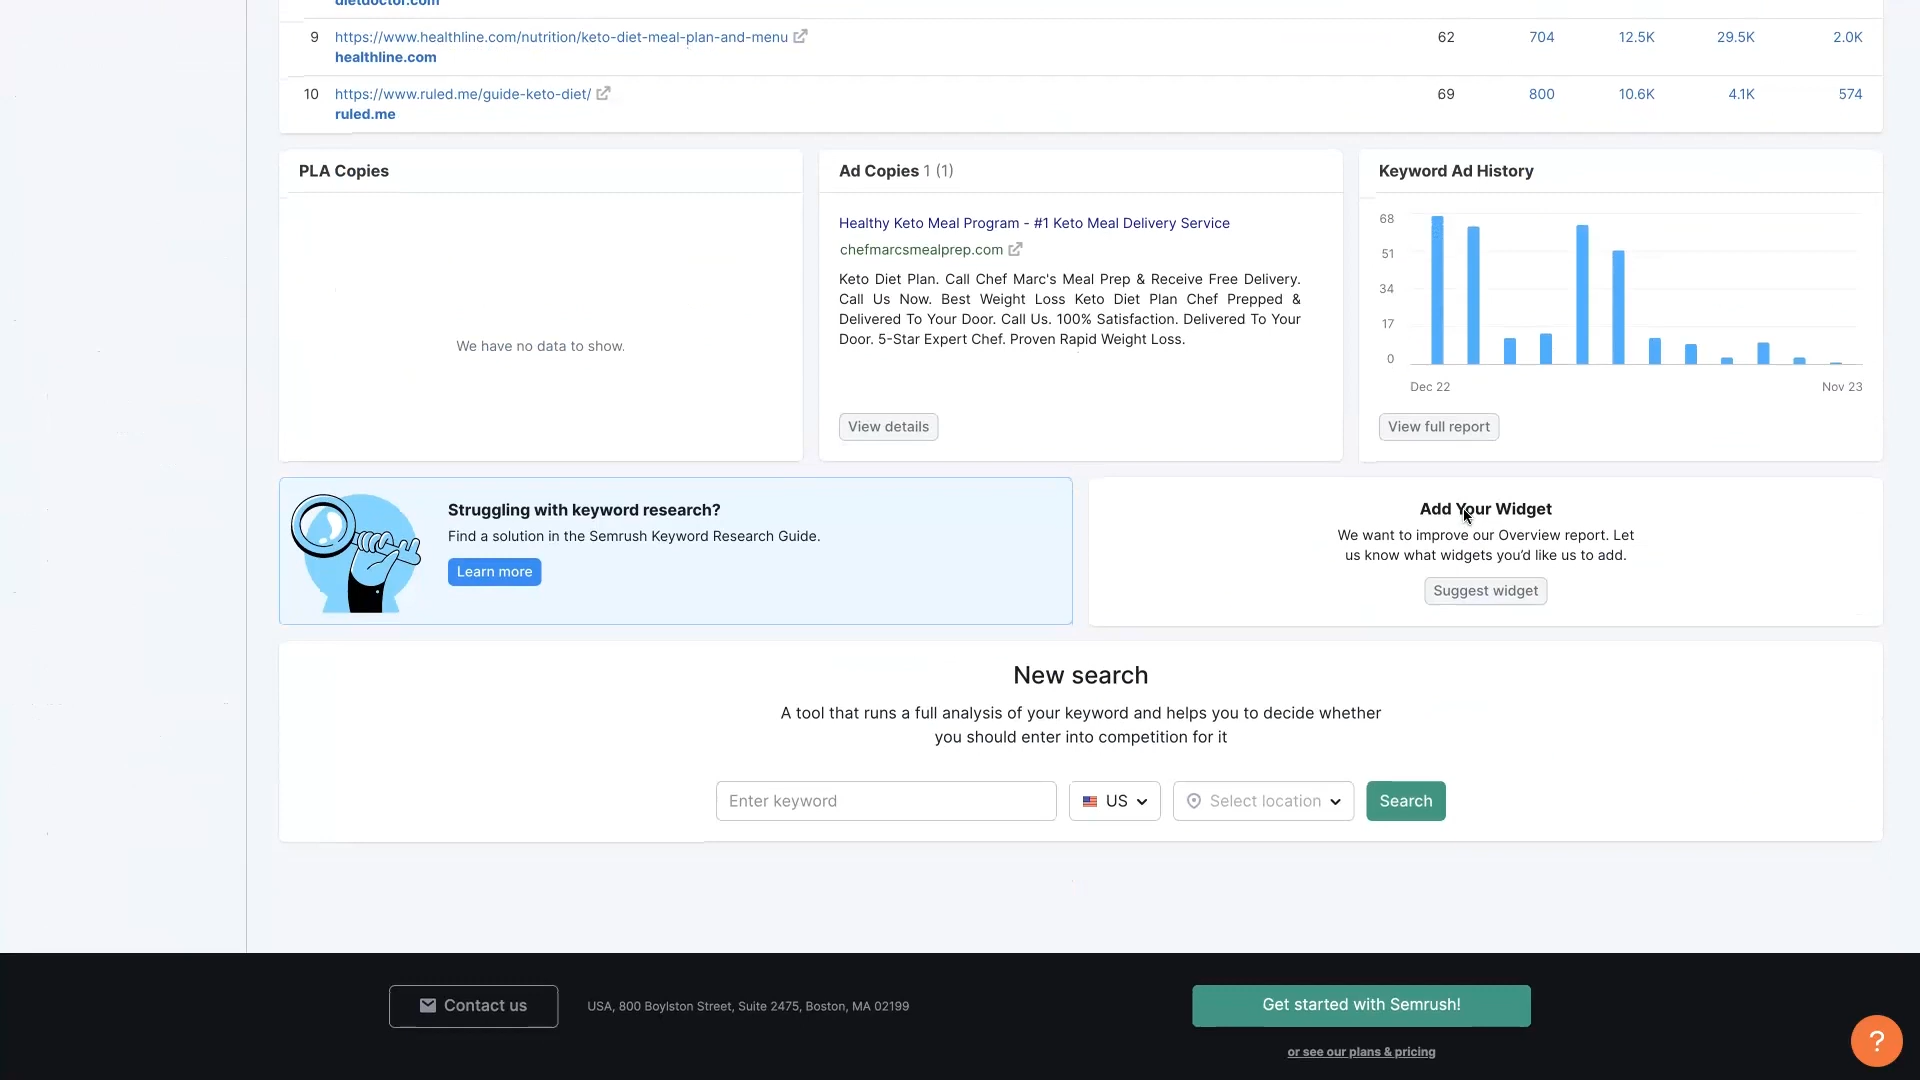 dietdoctor.com
9 https://www.healthline.com/nutrition/keto-diet-meal-plan-and-menu 62 704 12.5K 29.5K 2.0K
healthline.com
10 https://www.ruled.me/guide-keto-diet/ 69 800 10.6K 4.1K 574
ruled.me
PLA Copies
We have no data to show.
Ad Copies 1 (1)
Healthy Keto Meal Program - #1 Keto Meal Delivery Service
chefmarcsmealprep.com
Keto Diet Plan. Call Chef Marc's Meal Prep & Receive Free Delivery.
Call Us Now. Best Weight Loss Keto Diet Plan Chef Prepped &
Delivered To Your Door. Call Us. 100% Satisfaction. Delivered To Your
Door. 5-Star Expert Chef. Proven Rapid Weight Loss.
View details
Keyword Ad History
68
51
34
17
0
Dec 22 Nov 23
View full report
Struggling with keyword research?
Find a solution in the Semrush Keyword Research Guide.
Learn more
Add Your Widget
We want to improve our Overview report. Let
us know what widgets you’d like us to add.
Suggest widget
New search
A tool that runs a full analysis of your keyword and helps you to decide whether
you should enter into competition for it
Enter keyword US Select location Search
Contact us USA, 800 Boylston Street, Suite 2475, Boston, MA 02199 Get started with Semrush!
or see our plans & pricing
?